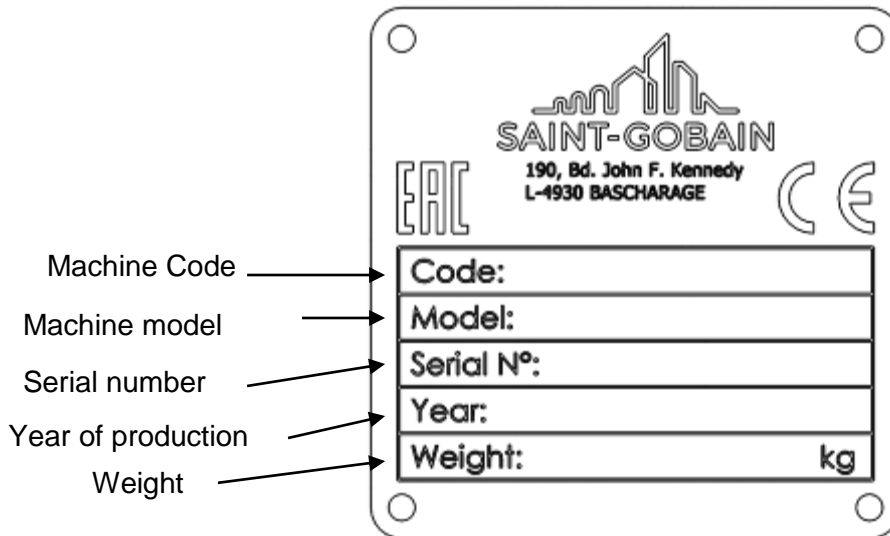 SAINT-GOBAIN
190, Bd. John F. Kennedy
L-4930 BASCHARAGE
EAC
CE
Machine Code
Code:
Machine model
Model:
Serial number
Serial Nº:
Year of production
Year:
Weight
Weight: kg